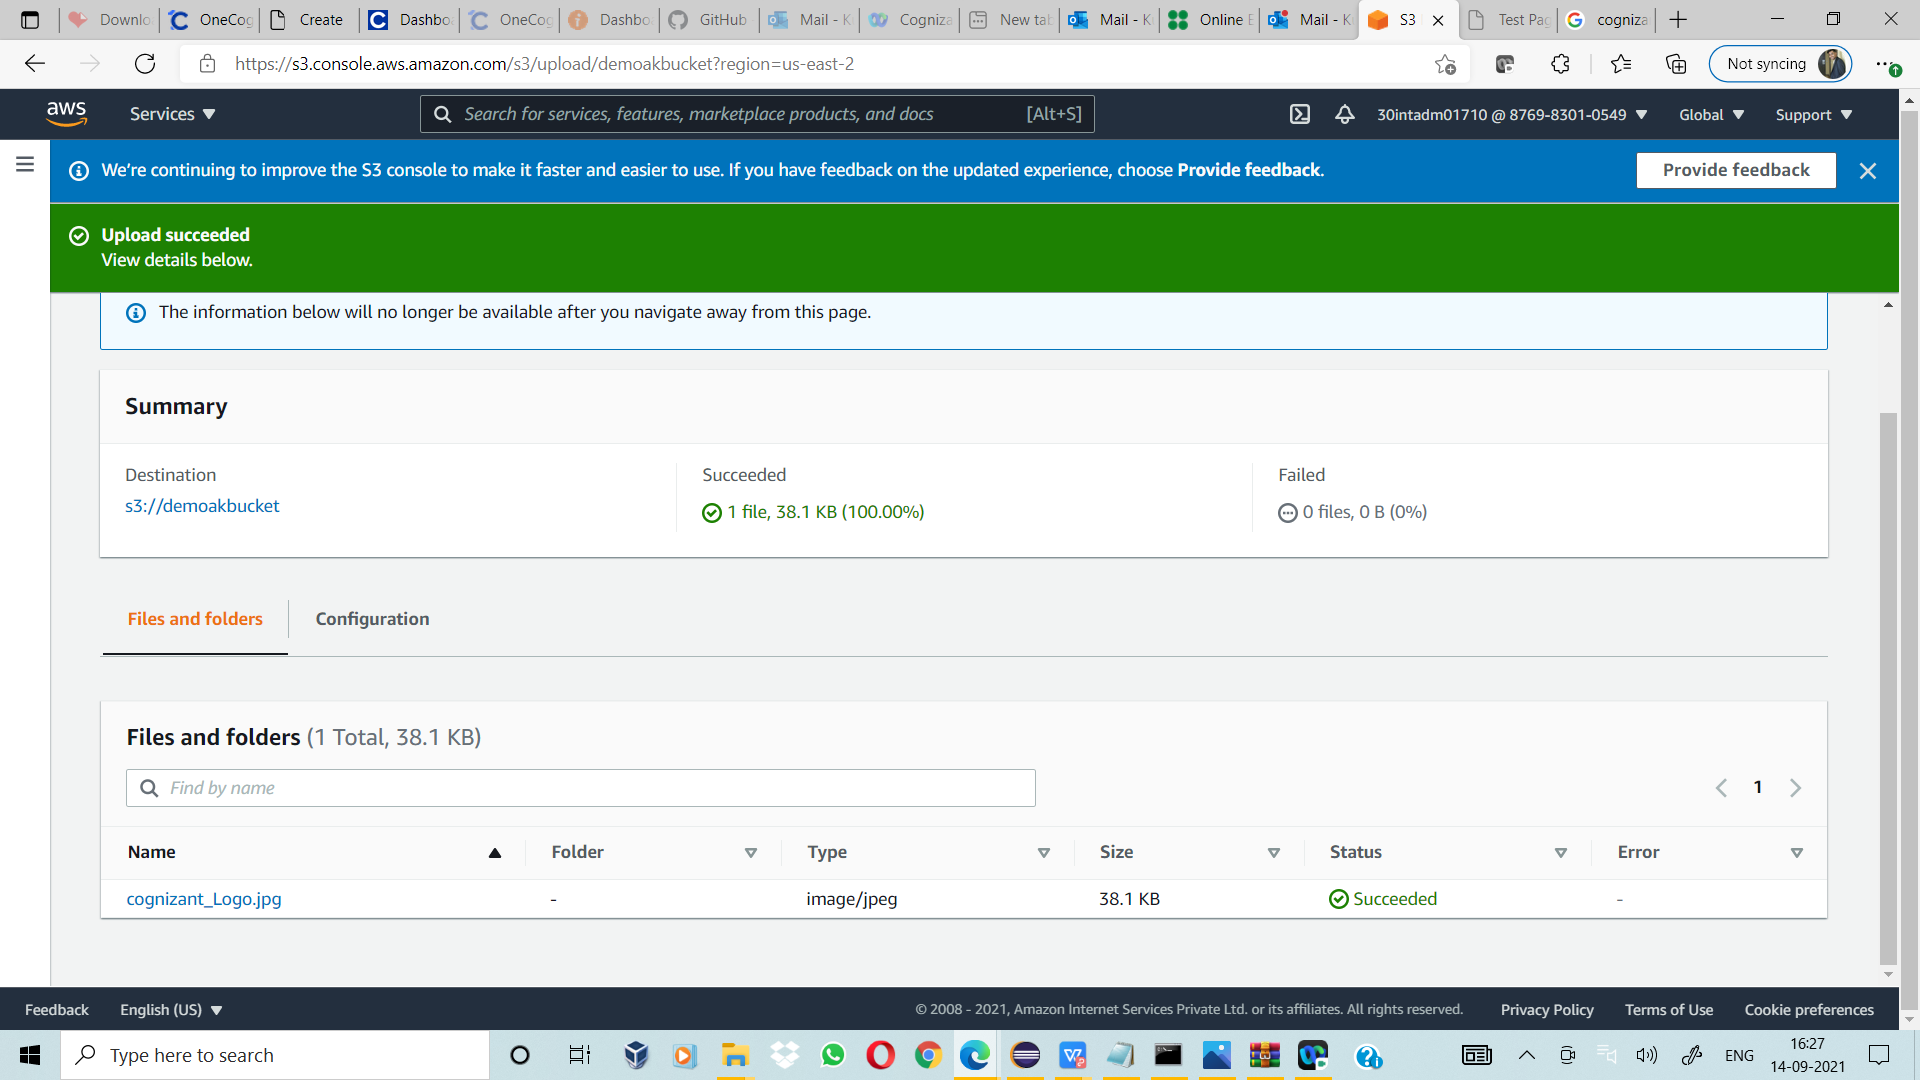 Downlo
OneCog
Create
Dashbo
OneCog
Dashbo
GitHub
Mail - K
Cogniza
New tab
Mail - K
Online E
Mail - K
S3
Test Pag
cogniza
https://s3.console.aws.amazon.com/s3/upload/demoakbucket?region=us-east-2
Not syncing
aws
Services
Search for services, features, marketplace products, and docs
[Alt+S]
30intadm01710 @ 8769-8301-0549
Global
Support
We're continuing to improve the S3 console to make it faster and easier to use. If you have feedback on the updated experience, choose Provide feedback.
Provide feedback
Upload succeeded
View details below.
The information below will no longer be available after you navigate away from this page.
Summary
Destination
Succeeded
Failed
s3://demoakbucket
1 file, 38.1 KB (100.00%)
0 files, 0 B (0%)
Files and folders
Configuration
Files and folders (1 Total, 38.1 KB)
Find by name
1
Name
Folder
Type
Size
Status
Error
cognizant_Logo.jpg
-
image/jpeg
38.1 KB
Succeeded
-
Feedback
English (US)
© 2008 - 2021, Amazon Internet Services Private Ltd. or its affiliates. All rights reserved.
Privacy Policy
Terms of Use
Cookie preferences
Type here to search
ENG
16:27
14-09-2021